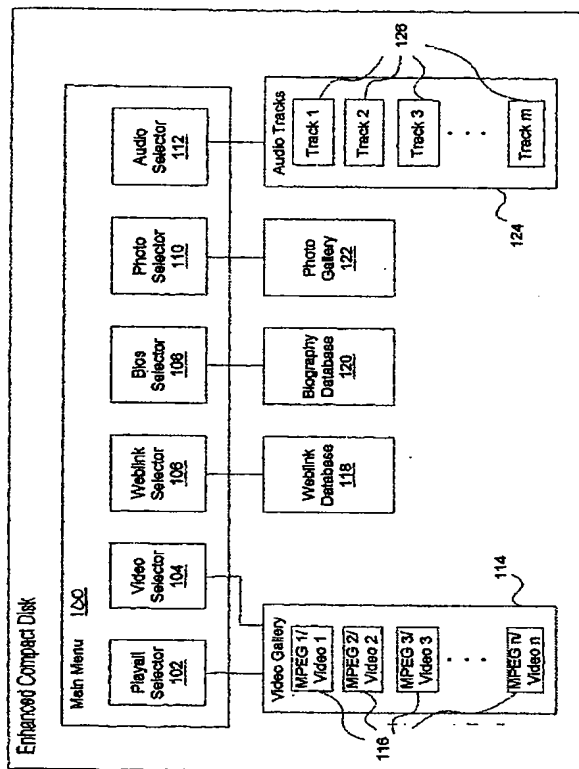 Enhanced Compact Disk
Main Menu 100
Playall
Selector
102
Video
Selector
104
Weblink
Selector
106
Bios
Selector
108
Photo
Selector
110
Audio
Selector
112
Video Gallery
MPEG 1/
Video 1
MPEG 2/
Video 2
MPEG 3/
Video 3
. . .
MPEG n/
Video n
116
114
Weblink
Database
118
Biography
Database
120
Photo
Gallery
122
Audio Tracks
Track 1
Track 2
Track 3
. . .
Track m
126
124